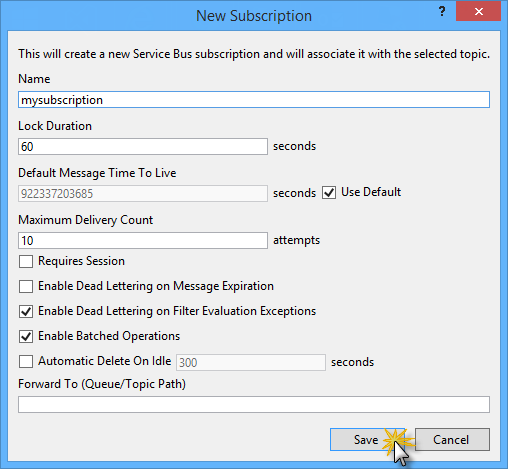 New Subscription
?
This will create a new Service Bus subscription and will associate it with the selected topic.
Name
mysubscription
Lock Duration
60 seconds
Default Message Time To Live
922337203685 seconds Use Default
Maximum Delivery Count
10 attempts
Requires Session
Enable Dead Lettering on Message Expiration
Enable Dead Lettering on Filter Evaluation Exceptions
Enable Batched Operations
Automatic Delete On Idle 300 seconds
Forward To (Queue/Topic Path)
Save Cancel